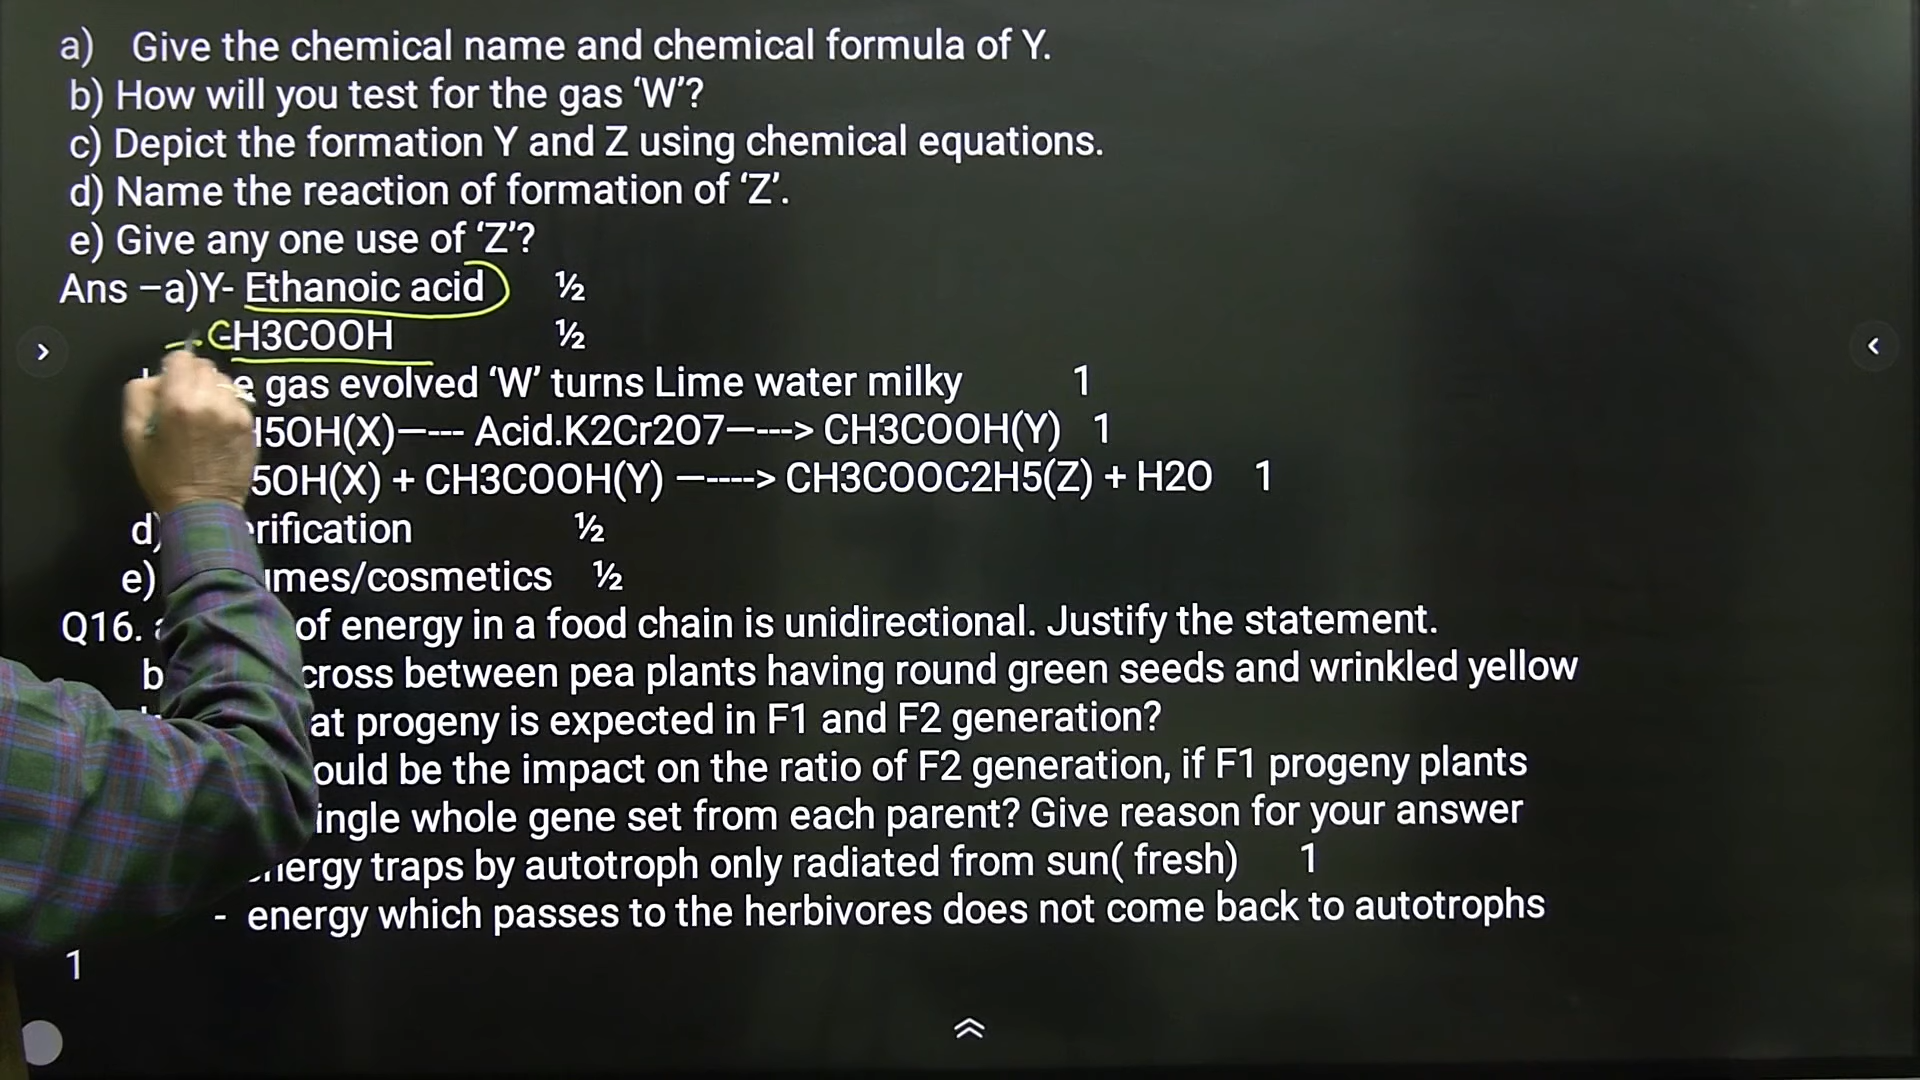 a) Give the chemical name and chemical formula of Y.
b) How will you test for the gas ‘W’?
c) Depict the formation Y and Z using chemical equations.
d) Name the reaction of formation of ‘Z’.
e) Give any one use of ‘Z’?
Ans –a)Y- Ethanoic acid ½
CH3COOH ½
gas evolved ‘W’ turns Lime water milky 1
H5OH(X)—--- Acid.K2Cr2O7—---> CH3COOH(Y) 1
5OH(X) + CH3COOH(Y) —----> CH3COOC2H5(Z) + H2O 1
d) rification ½
e) umes/cosmetics ½
Q16. of energy in a food chain is unidirectional. Justify the statement.
b cross between pea plants having round green seeds and wrinkled yellow
at progeny is expected in F1 and F2 generation?
ould be the impact on the ratio of F2 generation, if F1 progeny plants
ingle whole gene set from each parent? Give reason for your answer
nergy traps by autotroph only radiated from sun( fresh) 1
- energy which passes to the herbivores does not come back to autotrophs
1